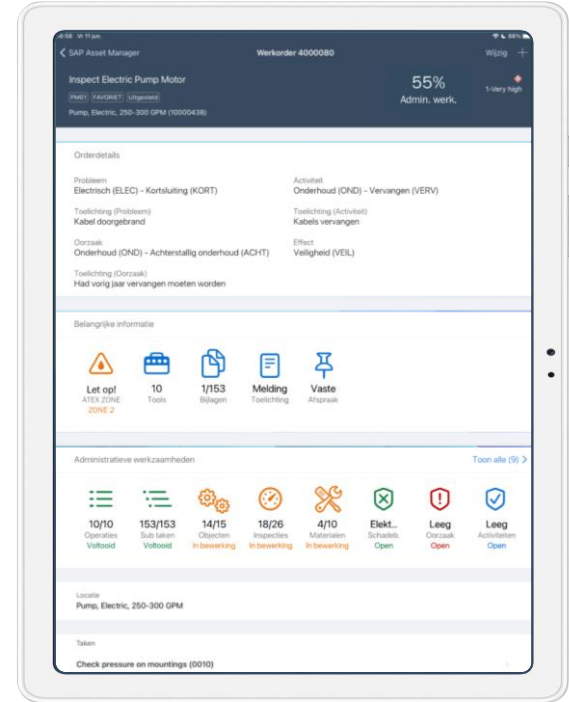 6:58 Vr 11 jun.
88%
SAP Asset Manager
Werkorder 4000080
Wijzig
Inspect Electric Pump Motor
55%
1-Very high
PM01 FAVORIET Uitgesteld
Admin. werk.
Pump, Electric, 250-300 GPM (10000438)
Orderdetails
Probleem
Activiteit
Electrisch (ELEC) - Kortsluiting (KORT)
Onderhoud (OND) - Vervangen (VERV)
Toelichting (Probleem)
Toelichting (Activiteit)
Kabel doorgebrand
Kabels vervangen
Oorzaak
Effect
Onderhoud (OND) - Achterstallig onderhoud (ACHT)
Veiligheid (VEIL)
Toelichting (Oorzaak)
Had vorig jaar vervangen moeten worden
Belangrijke informatie
Let op! 10 1/153 Melding Vaste
ATEX ZONE Tools Bijlagen Toelichting Afspraak
ZONE 2
Administratieve werkzaamheden
Toon alle (9)
10/10 153/153 14/15 18/26 4/10 Elekt... Leeg Leeg
Operaties Sub taken Objecten Inspecties Materialen Schadeb. Oorzaak Activiteiten
Voltooid Voltooid In bewerking In bewerking In bewerking Open Open Open
Locatie
Pump, Electric, 250-300 GPM
Taken
Check pressure on mountings (0010)